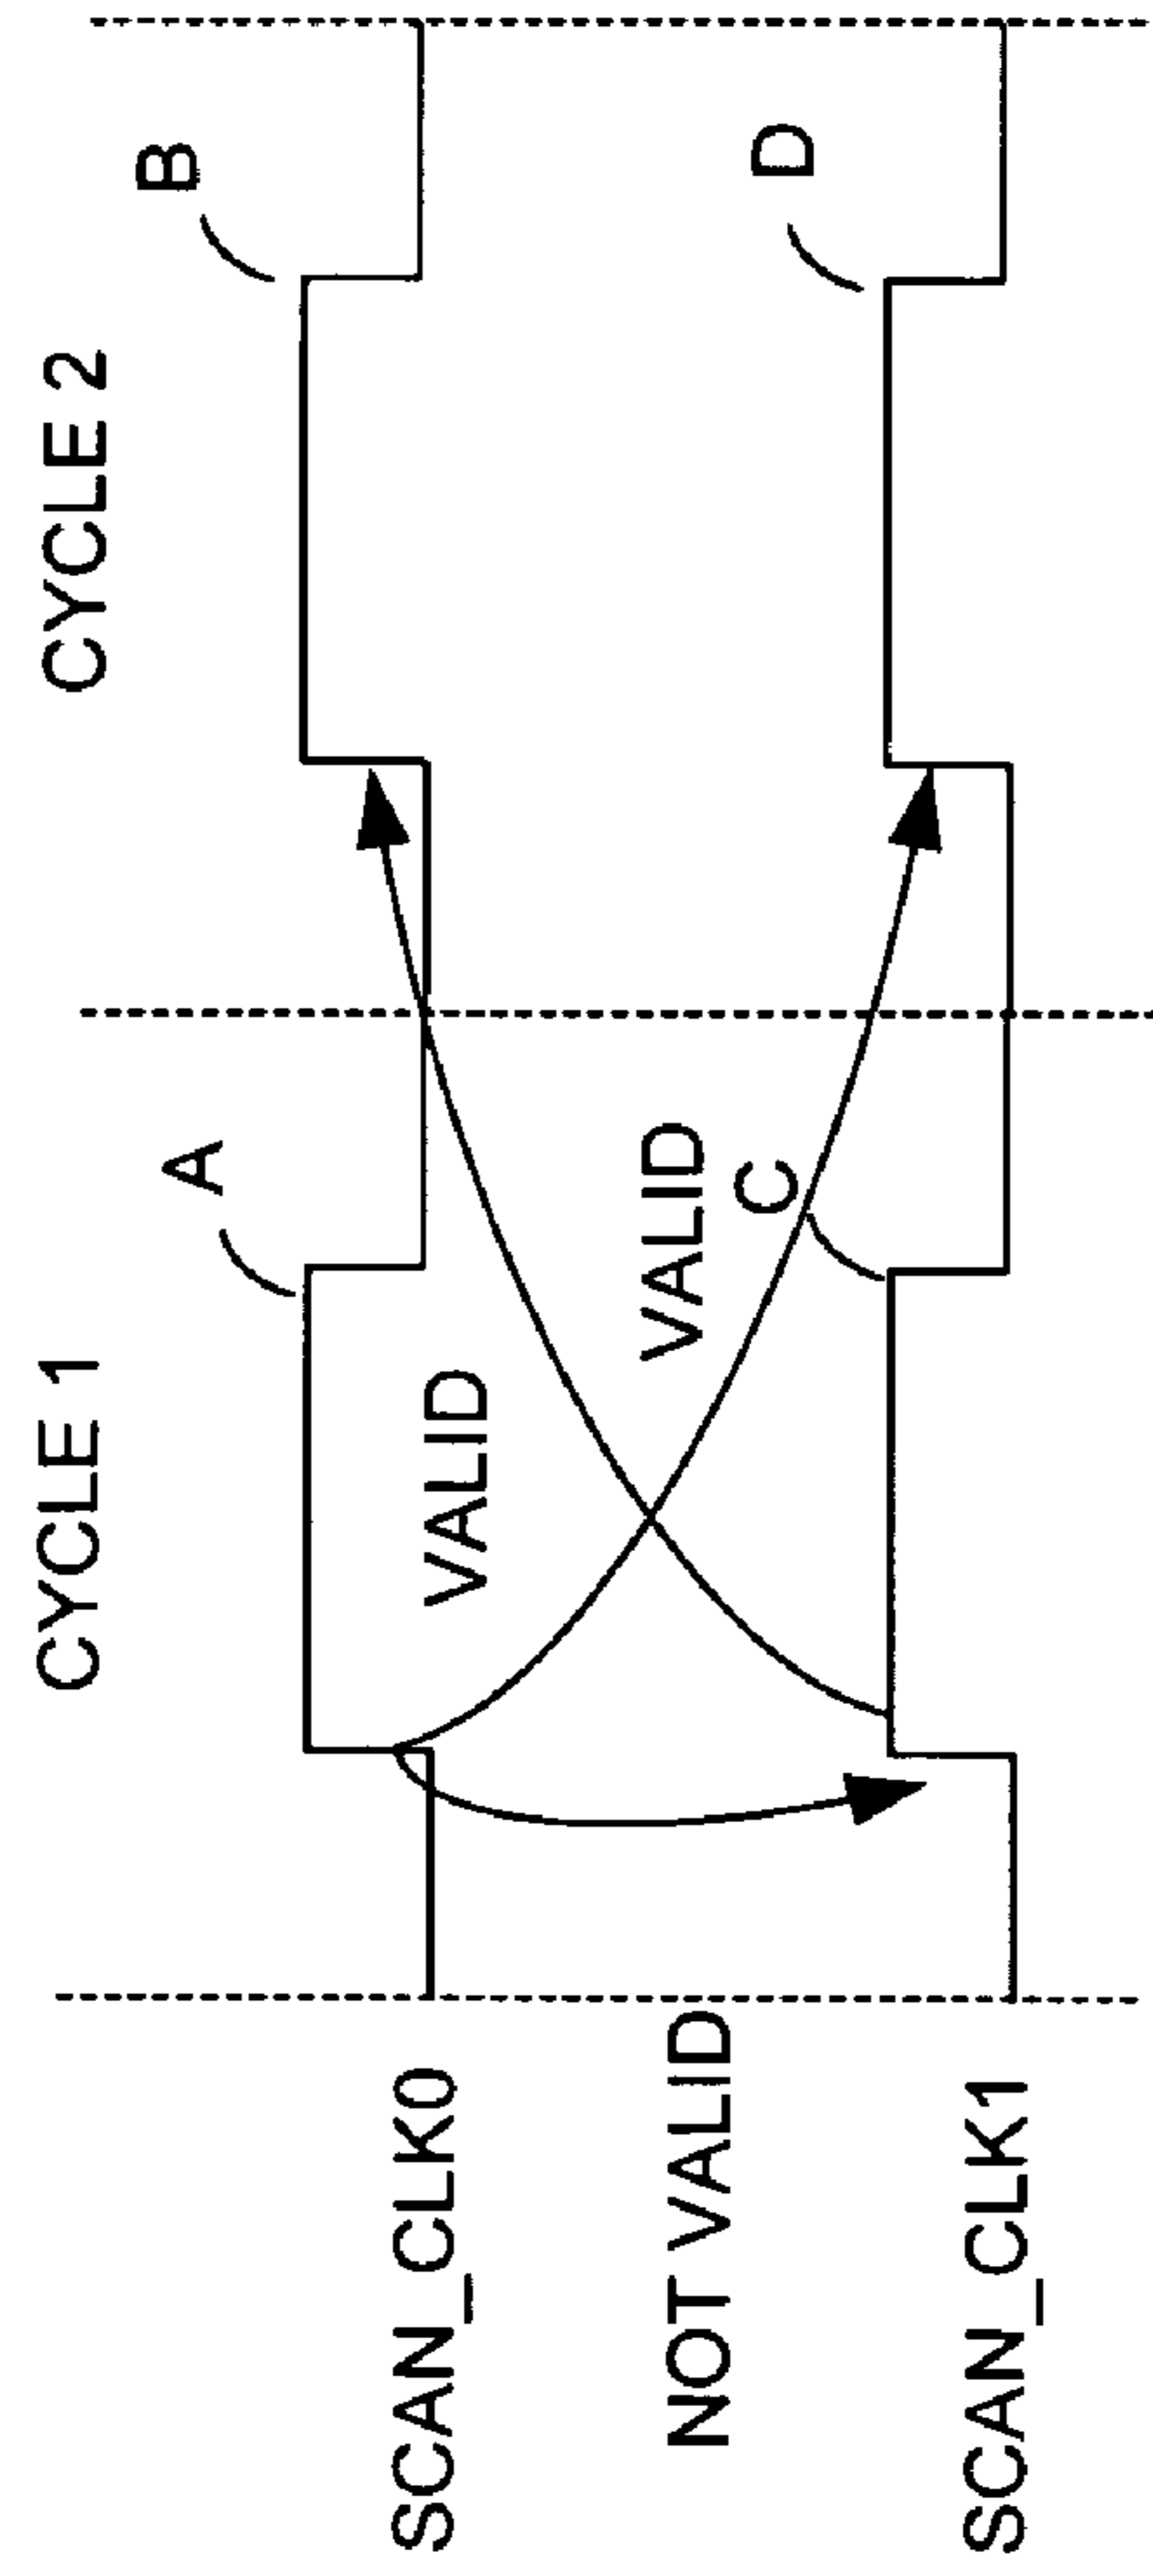 CYCLE 1
CYCLE 2
A
B
SCAN_CLK0
VALID
NOT VALID
VALID
C
D
SCAN_CLK1